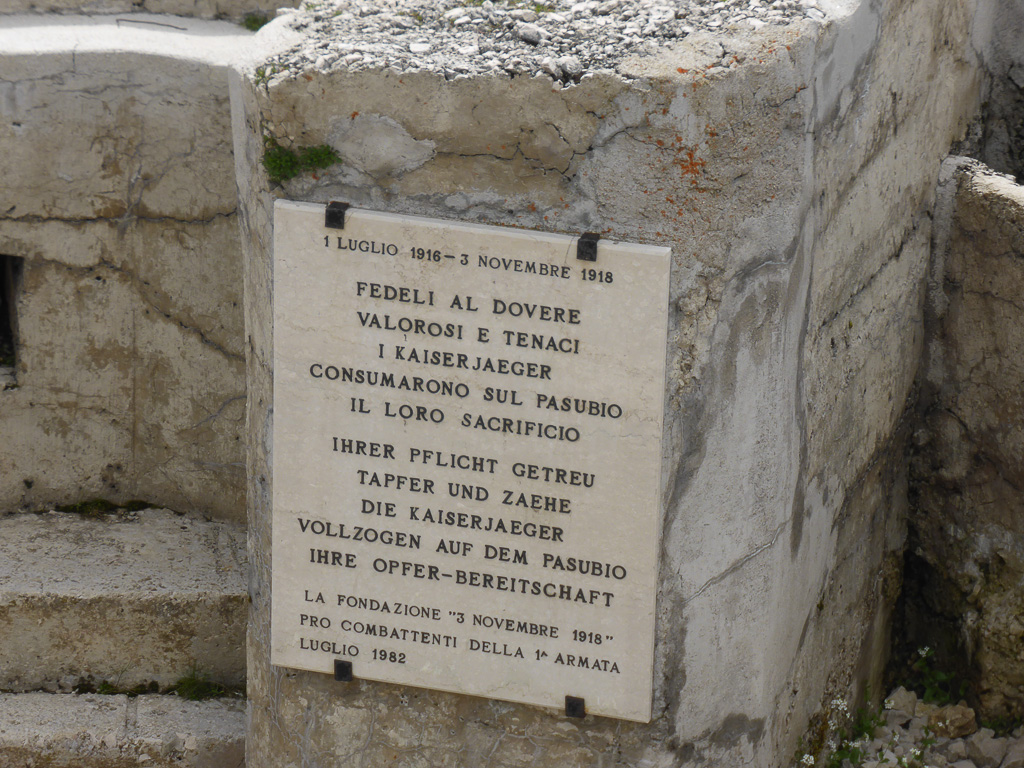 1 LUGLIO 1916 – 3 NOVEMBRE 1918
FEDELI AL DOVERE
VALOROSI E TENACI
I KAISERJAEGER
CONSUMARONO SUL PASUBIO
IL LORO SACRIFICIO
IHRER PFLICHT GETREU
TAPFER UND ZAEHE
DIE KAISERJAEGER
VOLLZOGEN AUF DEM PASUBIO
IHRE OPFER-BEREITSCHAFT
LA FONDAZIONE "3 NOVEMBRE 1918"
PRO COMBATTENTI DELLA 1ᴬ ARMATA
LUGLIO 1982